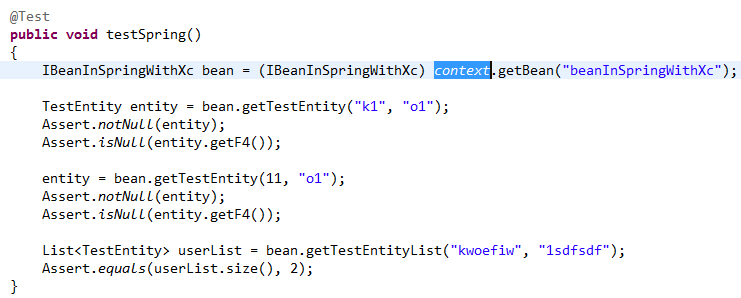 @Test
public void testSpring()
{
    IBeanInSpringWithXc bean = (IBeanInSpringWithXc) context.getBean("beanInSpringWithXc");
    TestEntity entity = bean.getTestEntity("k1", "o1");
    Assert.notNull(entity);
    Assert.isNull(entity.getF4());
    entity = bean.getTestEntity(11, "o1");
    Assert.notNull(entity);
    Assert.isNull(entity.getF4());
    List<TestEntity> userList = bean.getTestEntityList("kwoefiw", "1sdfsdf");
    Assert.equals(userList.size(), 2);
}